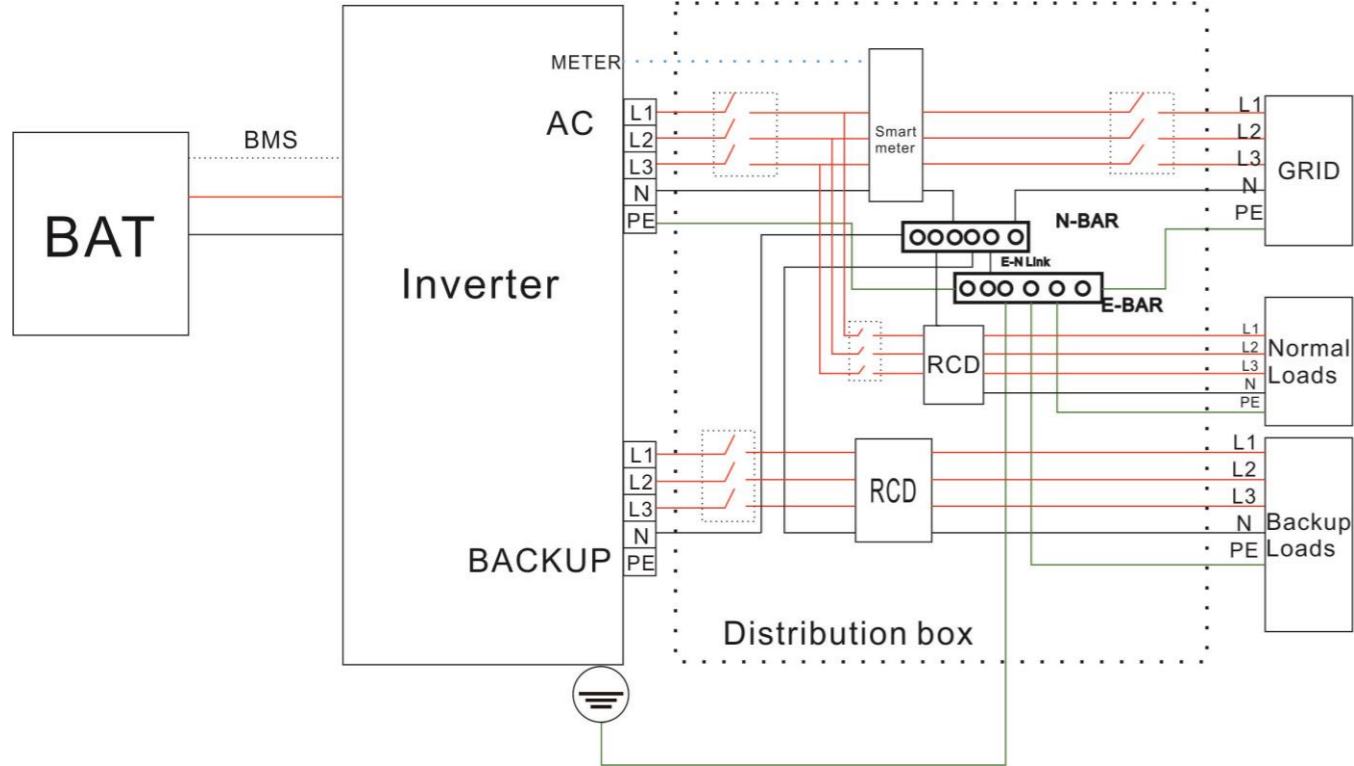 METER
AC
L1
L2
L3
N
PE
BMS
BAT
Inverter
Smart
meter
L1
L2
L3
N
PE
GRID
N-BAR
E-N Link
E-BAR
RCD
L1
L2
L3
N
PE
Normal
Loads
L1
L2
L3
N
PE
BACKUP
RCD
L1
L2
L3
N
PE
Backup
Loads
Distribution box